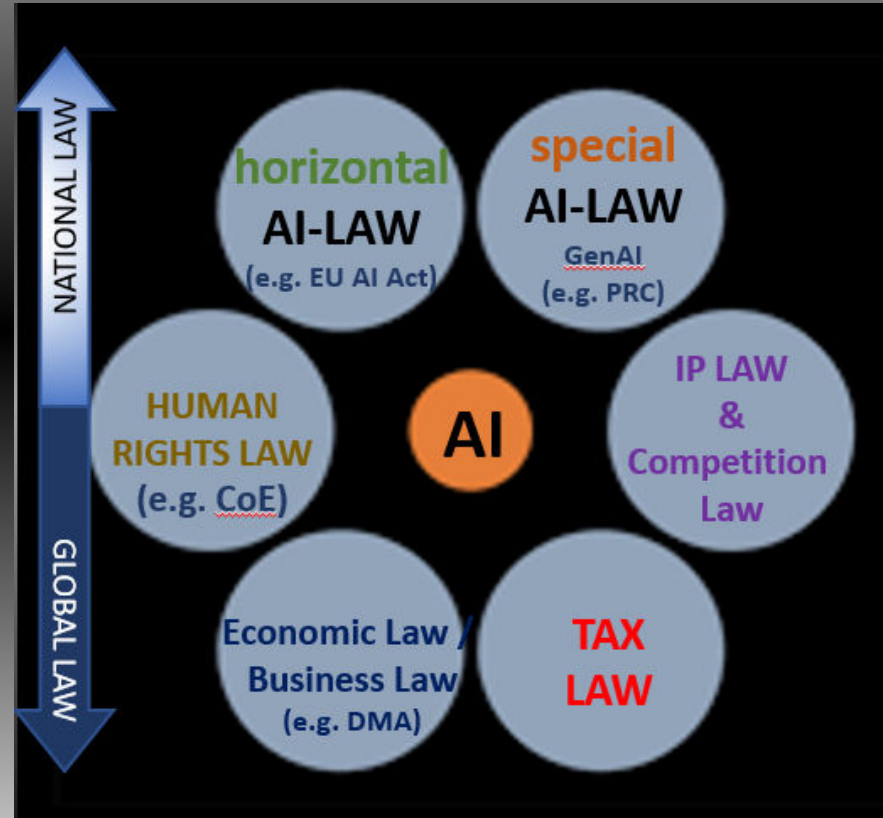 NATIONAL LAW
GLOBAL LAW
horizontal
AI-LAW
(e.g. EU AI Act)
special
AI-LAW
GenAI
(e.g. PRC)
HUMAN
RIGHTS LAW
(e.g. CoE)
AI
IP LAW
&
Competition
Law
Economic Law /
Business Law
(e.g. DMA)
TAX
LAW